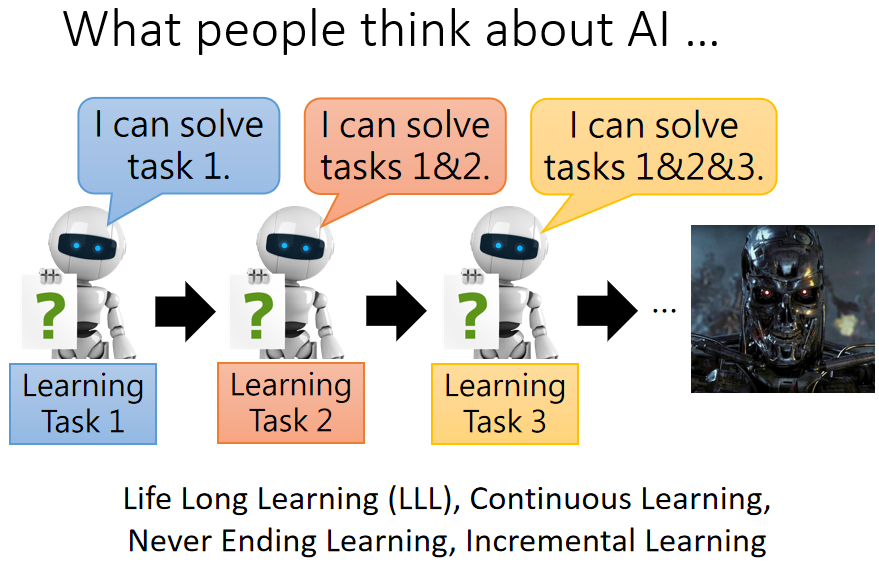 What people think about AI …
I can solve
task 1.
I can solve
tasks 1&2.
I can solve
tasks 1&2&3.
?
?
?
…
Learning
Task 1
Learning
Task 2
Learning
Task 3
Life Long Learning (LLL), Continuous Learning,
Never Ending Learning, Incremental Learning